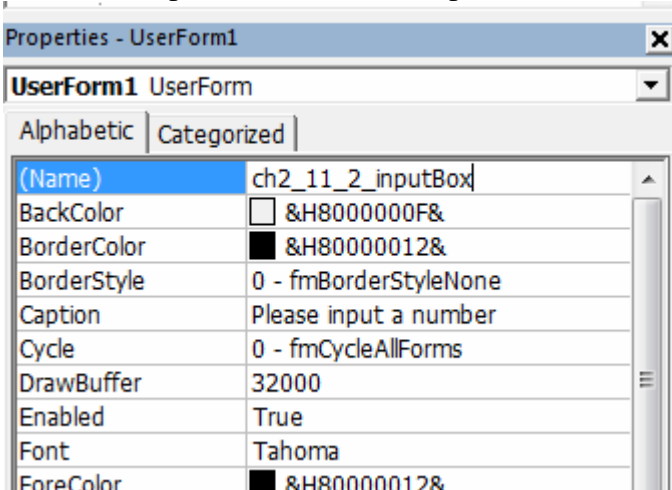 Properties - UserForm1
UserForm1 UserForm
Alphabetic Categorized
(Name) ch2_11_2_inputBox
BackColor &H8000000F&
BorderColor &H80000012&
BorderStyle 0 - fmBorderStyleNone
Caption Please input a number
Cycle 0 - fmCycleAllForms
DrawBuffer 32000
Enabled True
Font Tahoma
ForeColor &H80000012&